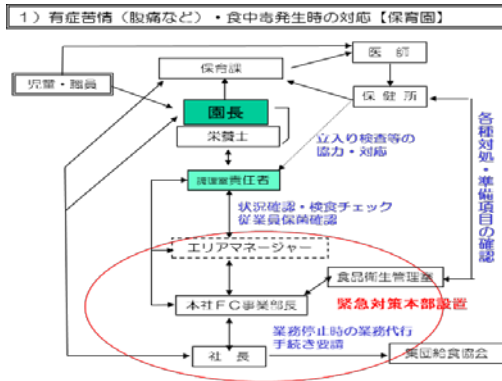 1）有症苦情（腹痛など）・食中毒発生時の対応【保育園】
医　師
保育課
児童・職員
保 健 所
園長
栄養士
立入り検査等の
協力・対応
各種対処・準備項目の確認
調理室責任者
状況確認・検食チェック
従業員保菌確認
エリアマネージャー
食品衛生管理室
本社ＦＣ事業部長
緊急対策本部設置
業務停止時の業務代行
手続き要請
社　長
集団給食協会